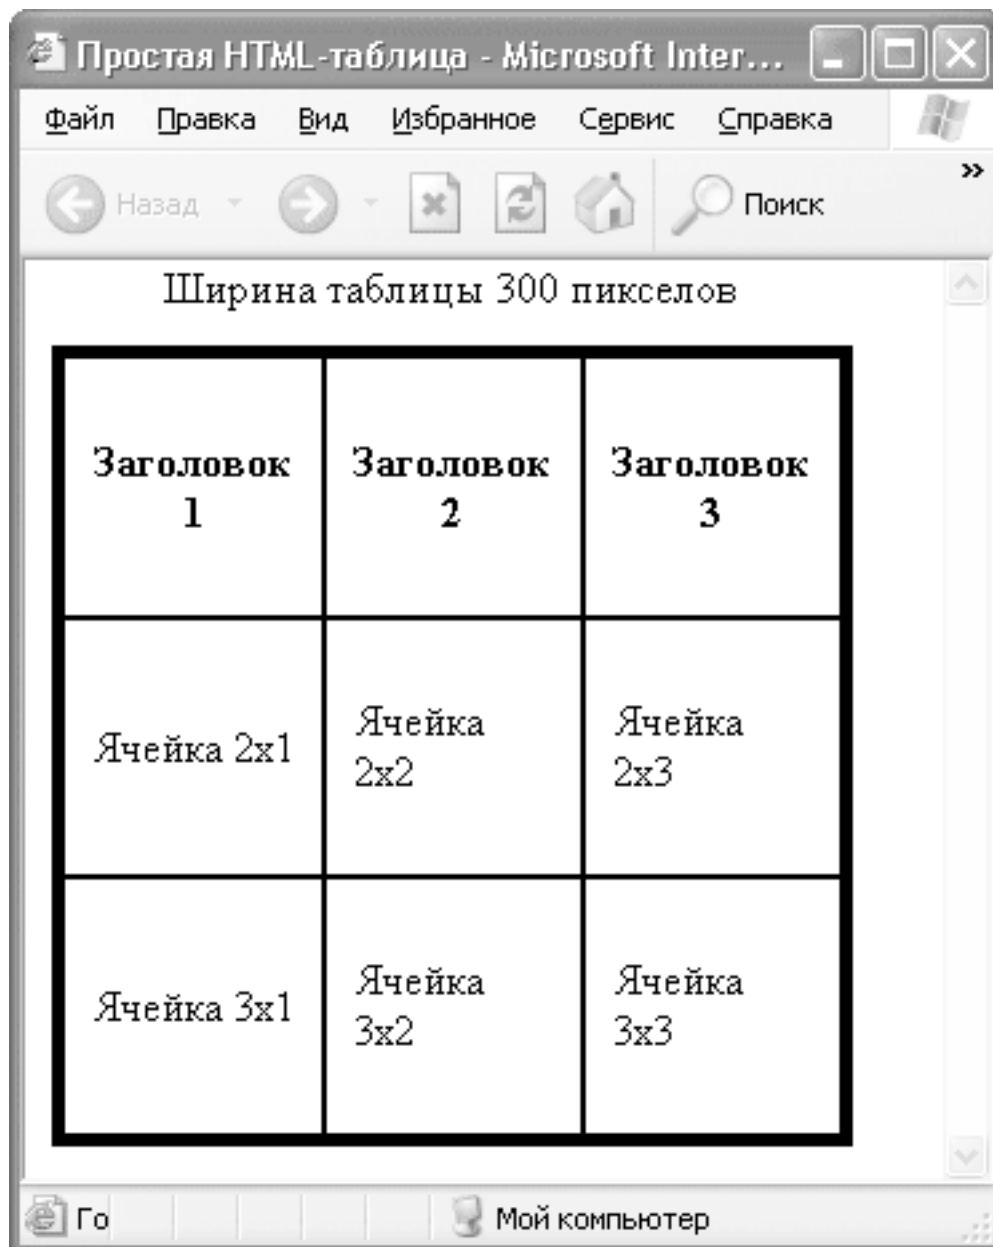 Простая HTML-таблица - Microsoft Inter...
Файл Правка Вид Избранное Сервис Справка
Назад Поиск
Ширина таблицы 300 пикселов
Заголовок
1
Заголовок
2
Заголовок
3
Ячейка 2x1
Ячейка
2x2
Ячейка
2x3
Ячейка 3x1
Ячейка
3x2
Ячейка
3x3
Го Мой компьютер